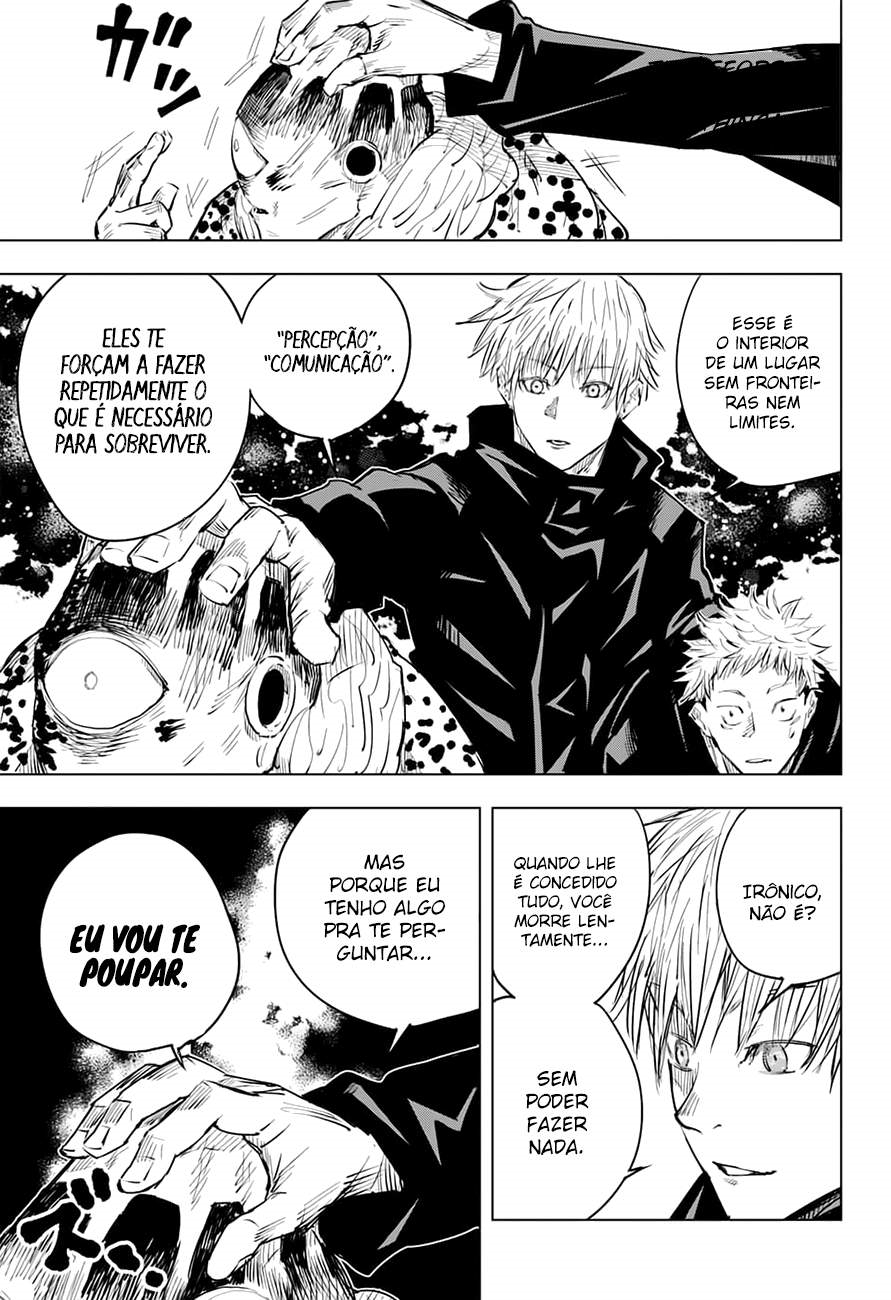 ガッ
ESSE É
O INTERIOR
DE UM LUGAR
SEM FRONTEI-
RAS NEM
LIMITES.
"PERCEPÇÃO",
"COMUNICAÇÃO".
ELES TE
FORÇAM A FAZER
REPETIDAMENTE O
QUE É NECESSÁRIO
PARA SOBREVIVER.
IRÔNICO,
NÃO É?
QUANDO LHE
É CONCEDIDO
TUDO, VOCÊ
MORRE LEN-
TAMENTE...
SEM
PODER
FAZER
NADA.
MAS
PORQUE EU
TENHO ALGO
PRA TE PER-
GUNTAR...
EU VOU TE
POUPAR.
ズ...